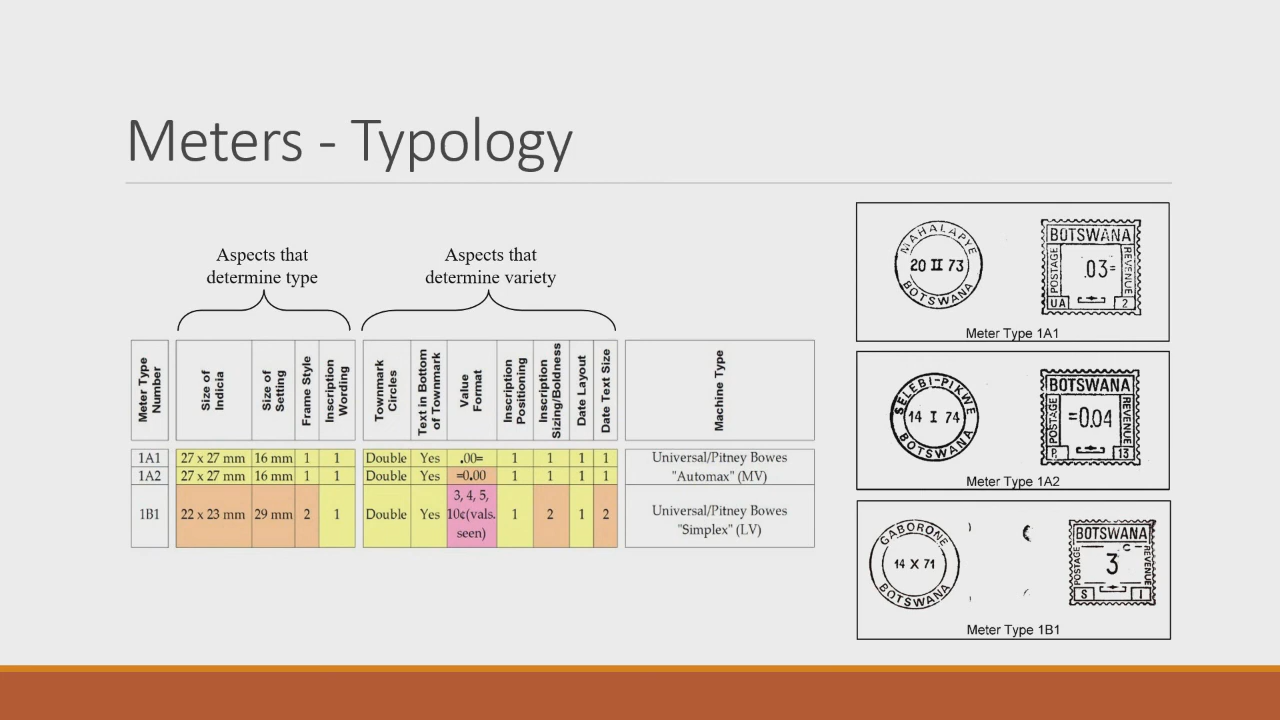 Meters - Typology
Aspects that
determine type
Aspects that
determine variety
Meter Type
Number
Size of
Indicia
Size of
Setting
Frame Style
Inscription
Wording
Townmark
Circles
Text in Bottom
of Townmark
Value
Format
Inscription
Positioning
Inscription
Sizing/Boldness
Date Layout
Date Text Size
Machine Type
1A1 27 x 27 mm 16 mm 1 1 Double Yes .00= 1 1 1 1 Universal/Pitney Bowes
1A2 27 x 27 mm 16 mm 1 1 Double Yes =0.00 1 1 1 1 "Automax" (MV)
1B1 22 x 23 mm 29 mm 2 1 Double Yes
3, 4, 5,
10c(vals.
seen)
1 2 1 2
Universal/Pitney Bowes
"Simplex" (LV)
MAHALAPYE
20 II 73
BOTSWANA
BOTSWANA
POSTAGE
.03=
REVENUE
UA 2
Meter Type 1A1
SELEBI-PIKWE
14 I 74
BOTSWANA
BOTSWANA
POSTAGE
=0.04
REVENUE
P. 13
Meter Type 1A2
GABORONE
14 X 71
BOTSWANA
BOTSWANA
POSTAGE
3
REVENUE
S I
Meter Type 1B1